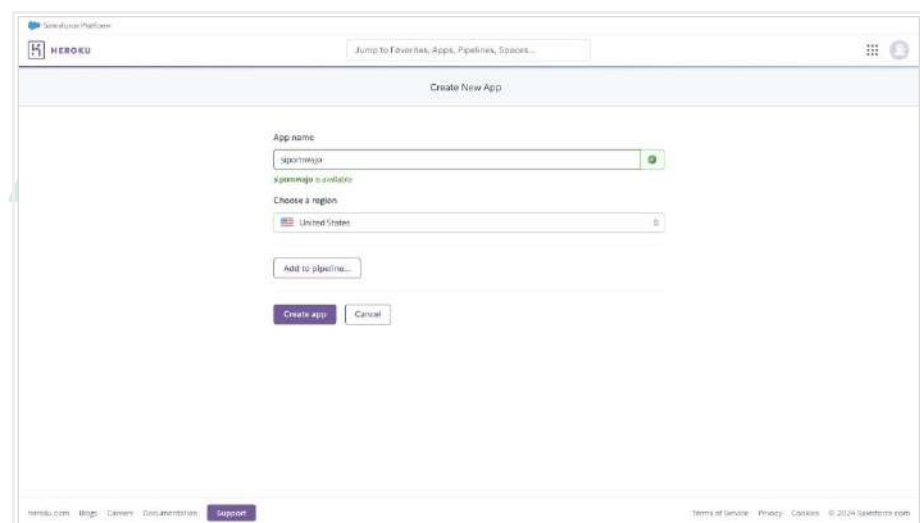 Salesforce Platform
HEROKU
Jump to Favorites, Apps, Pipelines, Spaces...
Create New App
App name
is available
Choose a region
United States
Add to pipeline...
Create app Cancel
heroku.com Blogs Careers Documentation Support
Terms of Service Privacy Cookies © 2024 Salesforce.com